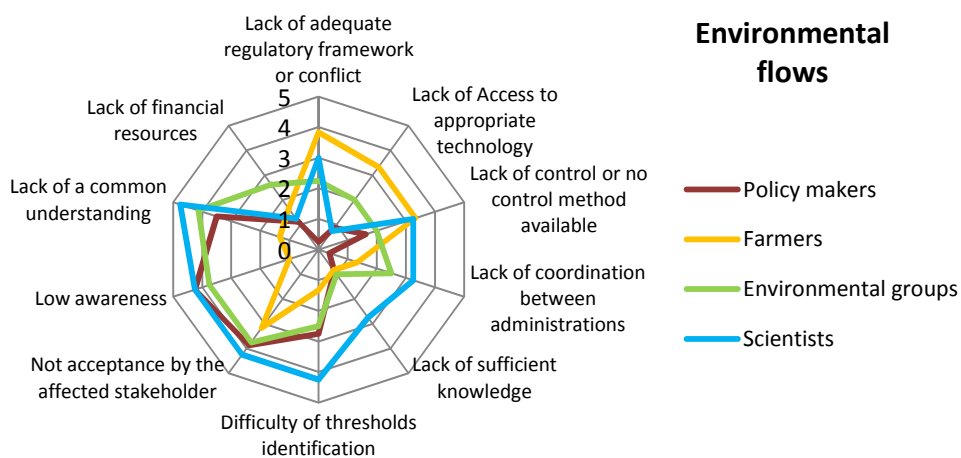 Lack of adequate
regulatory framework
or conflict
Environmental
flows
Lack of financial
resources
Lack of Access to
appropriate
technology
5
4
3
2
1
0
Lack of a common
understanding
Lack of control or no
control method
available
Policy makers
Farmers
Environmental groups
Scientists
Low awareness
Lack of coordination
between
administrations
Not acceptance by the
affected stakeholder
Lack of sufficient
knowledge
Difficulty of thresholds
identification